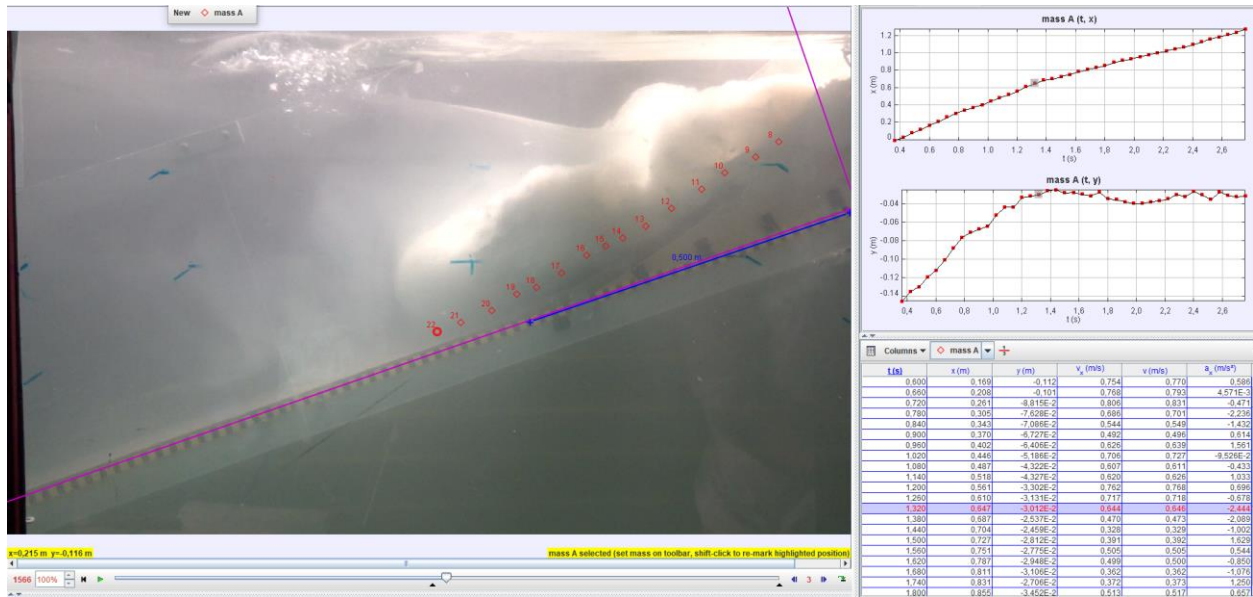 New mass A
8
9
10
11
12
13
14
15
16
17
18
19
20
21
22
0,500 m
x=0,215 m y=-0,116 m
mass A selected (set mass on toolbar, shift-click to re-mark highlighted position)
1566 100% 3
mass A (t, x)
x (m)
1.2
1.0
0.8
0.6
0.4
0.2
0
0.4 0.6 0.8 1.0 1.2 1,4 1,6 1,8 2,0 2,2 2,4 2,6
t (s)
mass A (t, y)
y (m)
-0.04
-0.06
-0.08
-0.10
-0.12
-0.14
0,4 0,6 0,8 1,0 1,2 1,4 1,6 1,8 2,0 2,2 2,4 2,6
t (s)
Columns mass A
t (s) x (m) y (m) v x (m/s) v (m/s) a x (m/s²)
0,600 0,169 -0,112 0,754 0,770 0,586
0,660 0,208 -0,101 0,768 0,793 4,571E-3
0,720 0,261 -8,815E-2 0,806 0,831 -0,471
0,780 0,305 -7,628E-2 0,686 0,701 -2,236
0,840 0,343 -7,086E-2 0,544 0,549 -1,432
0,900 0,370 -6,727E-2 0,492 0,496 0,614
0,960 0,402 -6,406E-2 0,626 0,639 1,561
1,020 0,446 -5,186E-2 0,706 0,727 -9,526E-2
1,080 0,487 -4,322E-2 0,607 0,611 -0,433
1,140 0,518 -4,327E-2 0,620 0,626 1,033
1,200 0,561 -3,302E-2 0,762 0,768 0,696
1,260 0,610 -3,131E-2 0,717 0,718 -0,678
1,320 0,647 -3,012E-2 0,644 0,646 -2,444
1,380 0,687 -2,537E-2 0,470 0,473 -2,089
1,440 0,704 -2,459E-2 0,328 0,329 -1,002
1,500 0,727 -2,812E-2 0,391 0,392 1,629
1,560 0,751 -2,775E-2 0,505 0,505 0,544
1,620 0,787 -2,948E-2 0,499 0,500 -0,850
1,680 0,811 -3,106E-2 0,362 0,362 -1,076
1,740 0,831 -2,706E-2 0,372 0,373 1,250
1,800 0,855 -3,452E-2 0,513 0,517 0,657